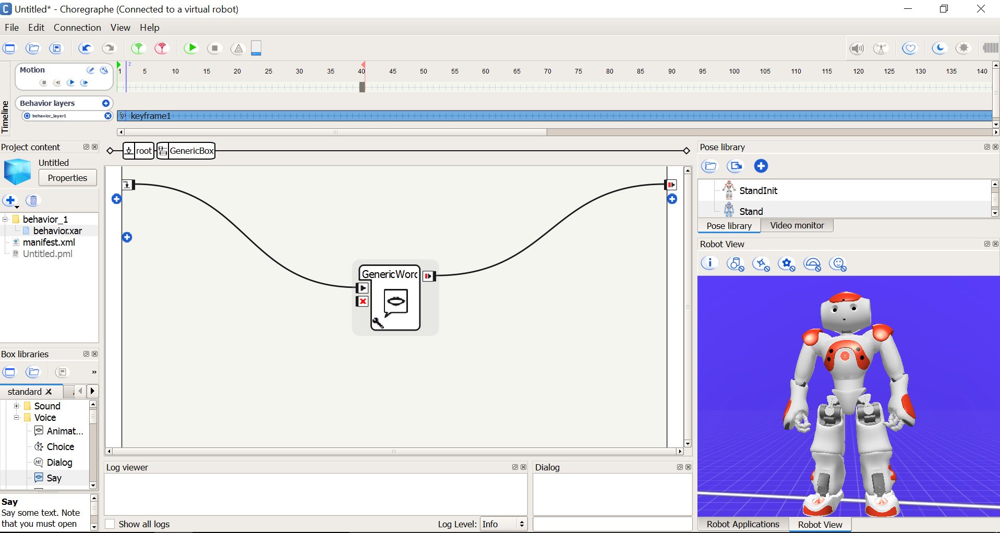 Untitled* - Choregraphe (Connected to a virtual robot)
File Edit Connection View Help
Timeline
Motion
2
1 5 10 15 20 25 30 35 40 45 50 55 60 65 70 75 80 85 90 95 100 105 110 115 120 125 130 135 140
Behavior layers
behavior_layer1
keyframe1
Project content
Untitled
Properties
behavior_1
behavior.xar
manifest.xml
Untitled.pml
root
GenericBox
GenericWord
Pose library
StandInit
Stand
Pose library
Video monitor
Robot View
Box libraries
standard
Sound
Voice
Animat...
Choice
Dialog
Say
Say
Say some text. Note
that you must open
Log viewer
Show all logs
Log Level: Info
Dialog
Robot Applications
Robot View